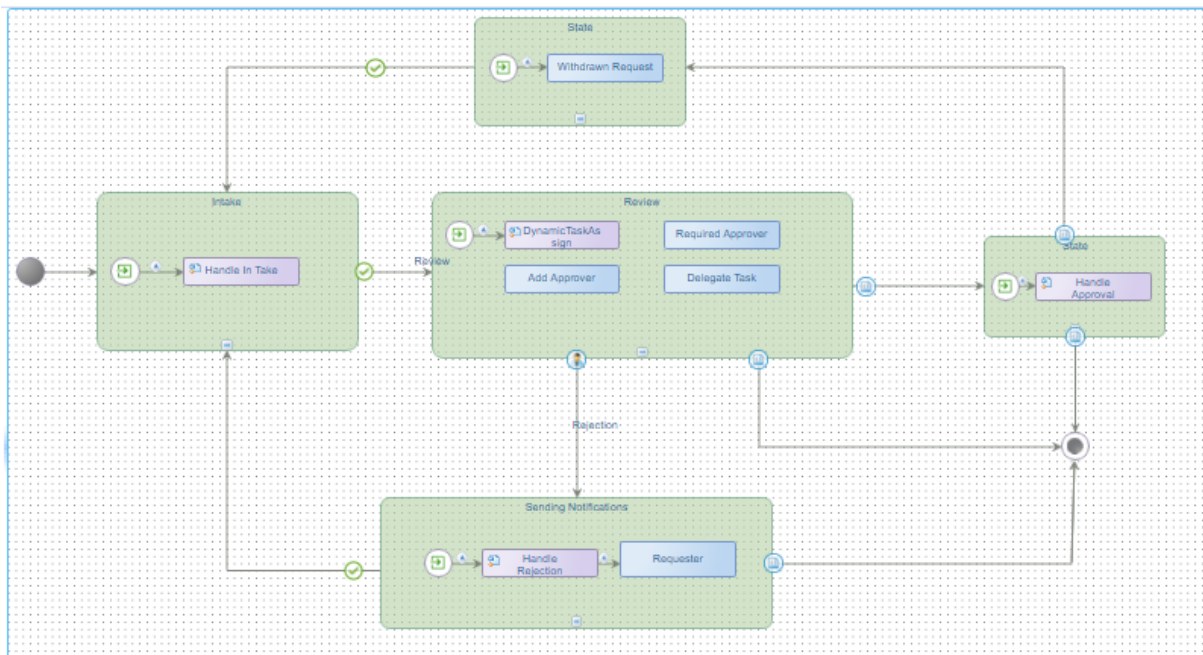 State
Withdrawn Request
Intake
Handle In Take
Review
Review
DynamicTaskAs
sign
Required Approver
Add Approver
Delegate Task
State
Handle
Approval
Rejection
Sending Notifications
Handle
Rejection
Requester